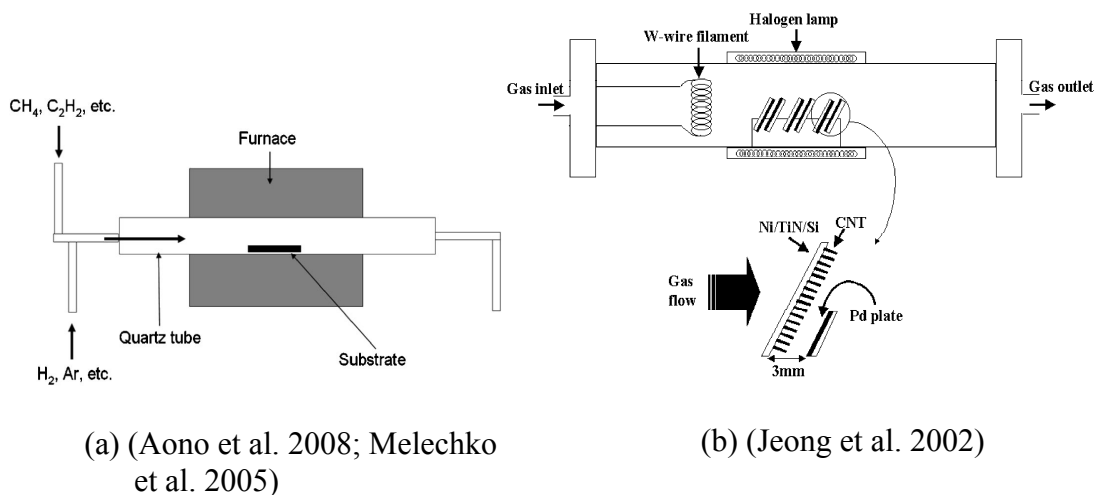 CH₄, C₂H₂, etc.
Furnace
Quartz tube
Substrate
H₂, Ar, etc.
(a) (Aono et al. 2008; Melechko
et al. 2005)
Halogen lamp
W-wire filament
Gas inlet
Gas outlet
Ni/TiN/Si
CNT
Gas
flow
Pd plate
3mm
(b) (Jeong et al. 2002)